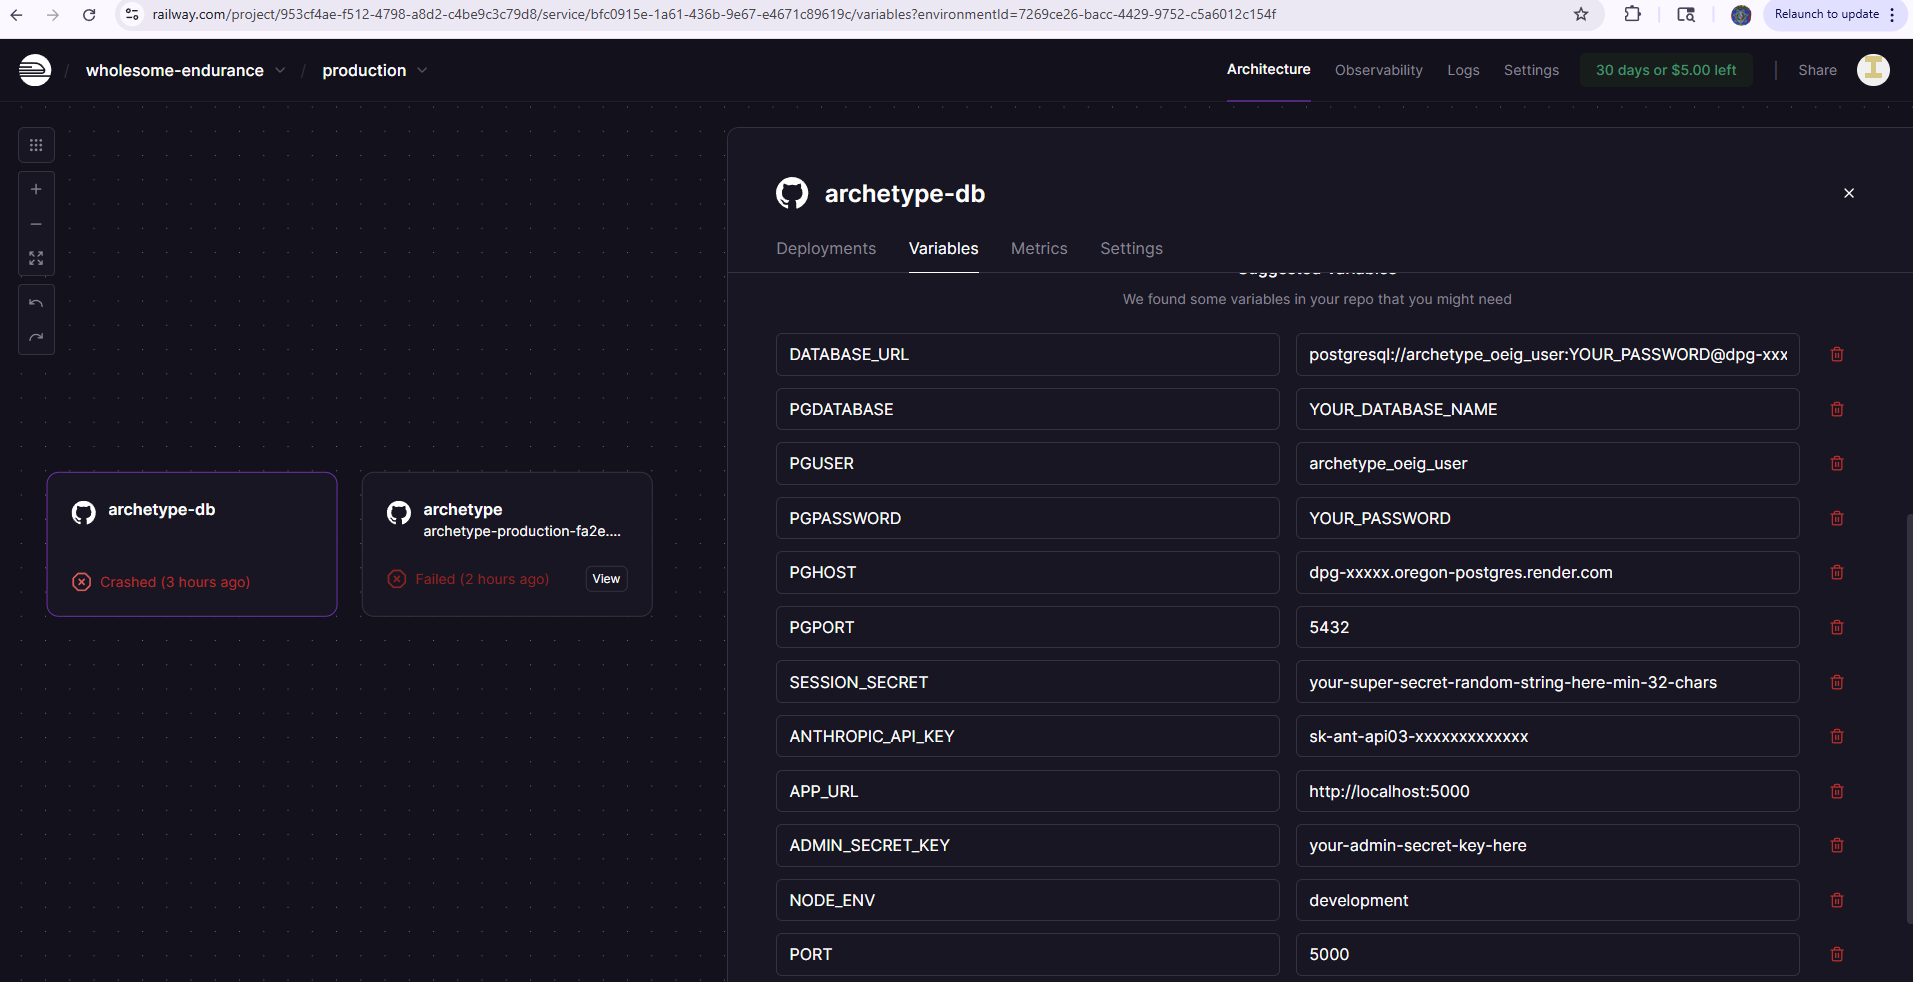 railway.com/project/953cf4ae-f512-4798-a8d2-c4be9c3c79d8/service/bfc0915e-1a61-436b-9e67-e4671c89619c/variables?environmentId=7269ce26-bacc-4429-9752-c5a6012c154f
Relaunch to update
/ wholesome-endurance / production
Architecture Observability Logs Settings 30 days or $5.00 left Share
archetype-db
Deployments Variables Metrics Settings
Suggested Variables
We found some variables in your repo that you might need
DATABASE_URL postgresql://archetype_oeig_user:YOUR_PASSWORD@dpg-xxx
PGDATABASE YOUR_DATABASE_NAME
PGUSER archetype_oeig_user
PGPASSWORD YOUR_PASSWORD
PGHOST dpg-xxxxx.oregon-postgres.render.com
PGPORT 5432
SESSION_SECRET your-super-secret-random-string-here-min-32-chars
ANTHROPIC_API_KEY sk-ant-api03-xxxxxxxxxxxxx
APP_URL http://localhost:5000
ADMIN_SECRET_KEY your-admin-secret-key-here
NODE_ENV development
PORT 5000
archetype-db
Crashed (3 hours ago)
archetype
archetype-production-fa2e....
Failed (2 hours ago) View